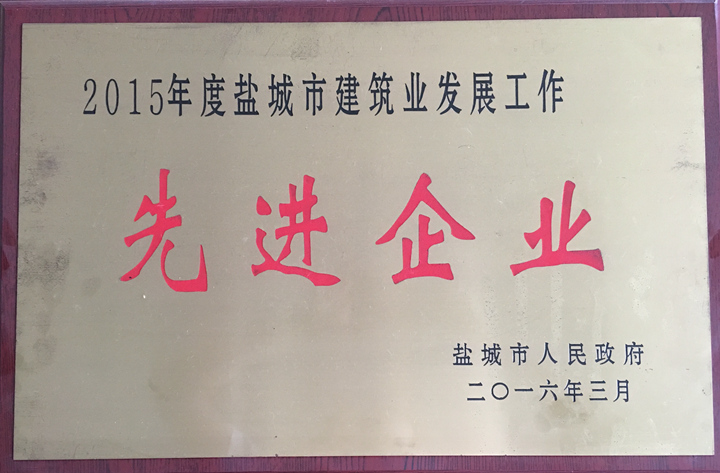 2015年度盐城市建筑业发展工作
先进企业
盐城市人民政府
二〇一六年三月